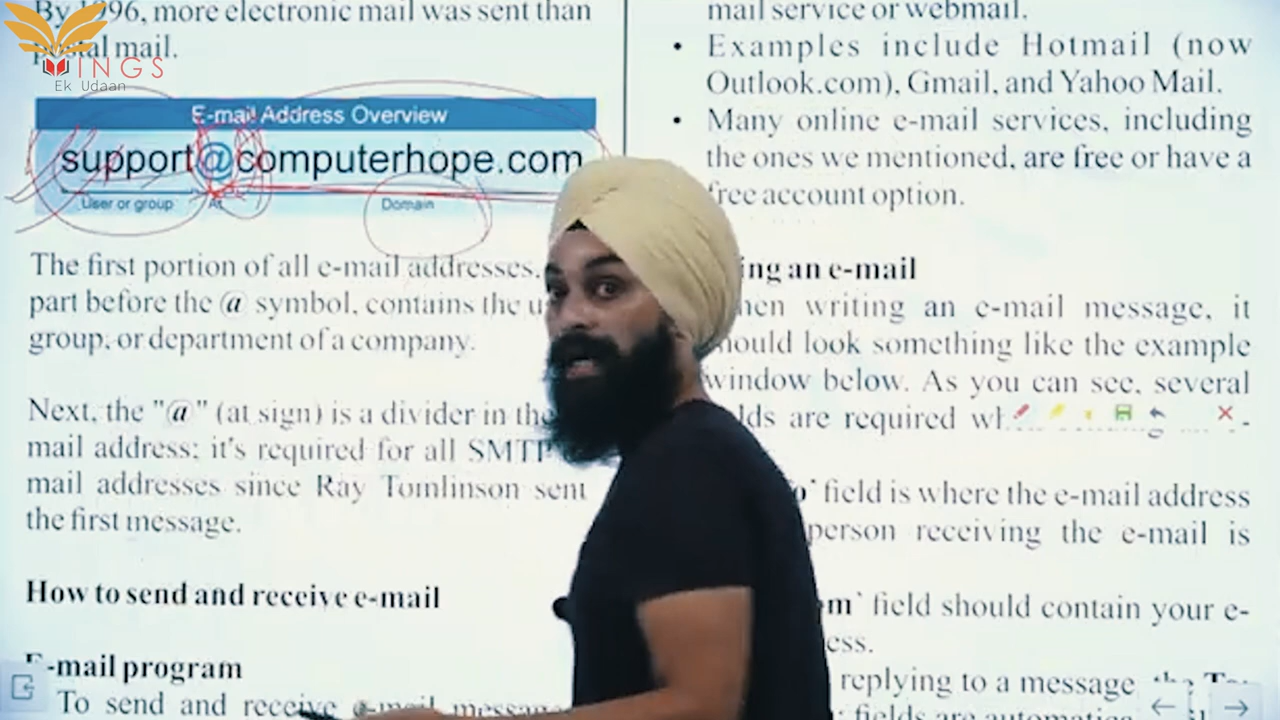 By 1996, more electronic mail was sent than
postal mail.
WINGS
Ek Udaan
E-mail Address Overview
support@computerhope.com
User or group
At
Domain
The first portion of all e-mail addresses,
part before the @ symbol, contains the
group, or department of a company.
Next, the "@" (at sign) is a divider in the
mail address; it's required for all SMTP
mail addresses since Ray Tomlinson sent
the first message.
How to send and receive e-mail
E-mail program
To send and receive e-mail
mail service or webmail.
• Examples include Hotmail (now
Outlook.com), Gmail, and Yahoo Mail.
• Many online e-mail services, including
the ones we mentioned, are free or have a
free account option.
an e-mail
writing an e-mail message, it
should look something like the example
window below. As you can see, several
are required
field is where the e-mail address
person receiving the e-mail is
field should contain your e-
replying to a message
fields are